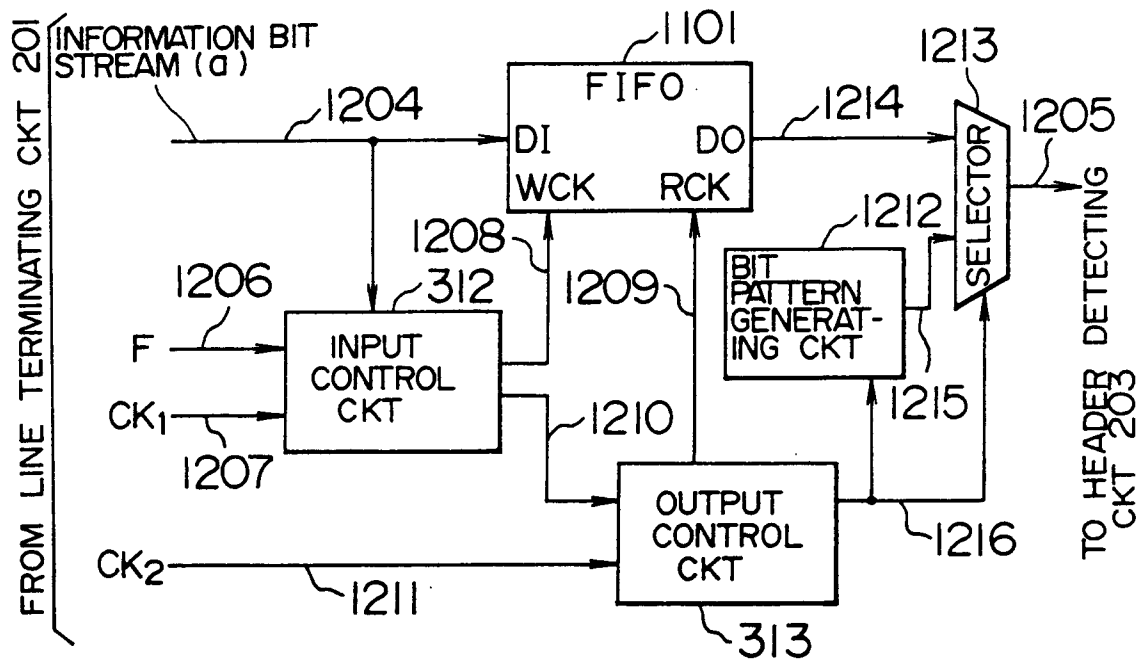 FROM LINE TERMINATING CKT 201
INFORMATION BIT
STREAM (a)
1204
1101
FIFO
DI
DO
WCK
RCK
1214
1213
SELECTOR
1205
1208
1209
1212
BIT
PATTERN
GENERAT-
ING CKT
1206
312
F
INPUT
CONTROL
CKT
CK1
1207
1210
1215
OUTPUT
CONTROL
CKT
1216
CK2
1211
313
TO HEADER DETECTING
CKT 203